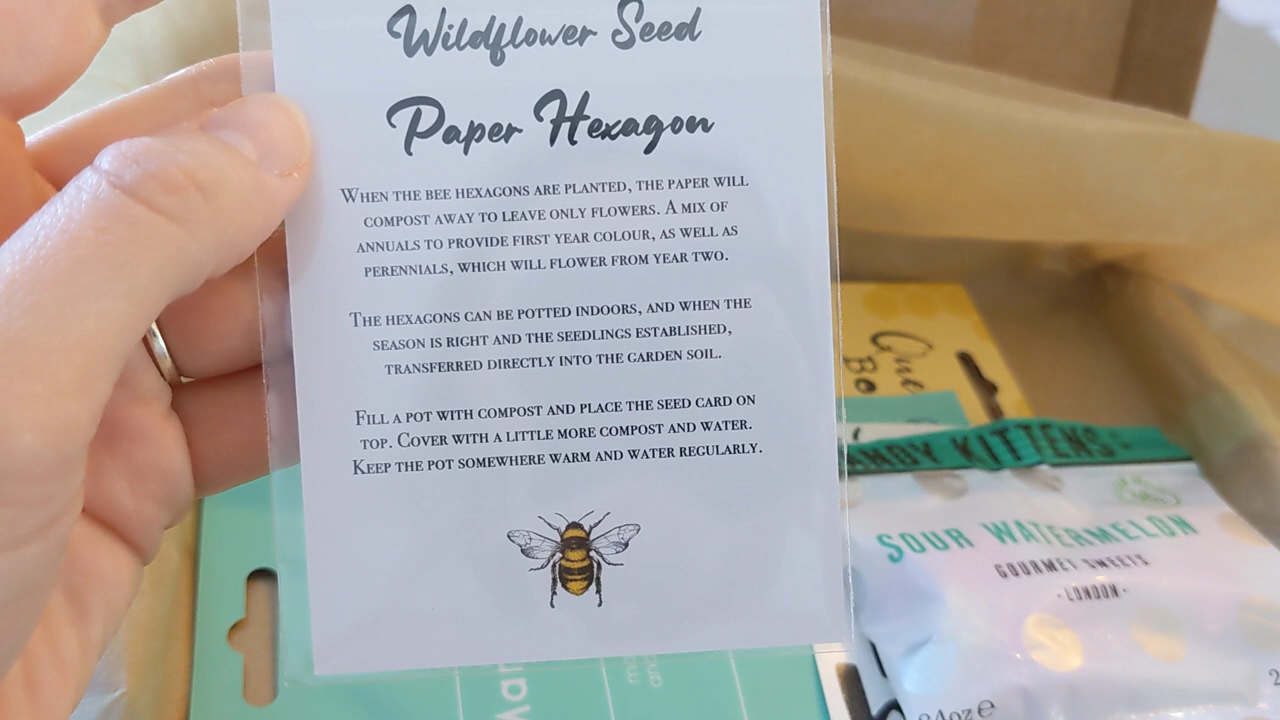 Wildflower Seed
Paper Hexagon
When the bee hexagons are planted, the paper will
compost away to leave only flowers. A mix of
annuals to provide first year colour, as well as
perennials, which will flower from year two.
The hexagons can be potted indoors, and when the
season is right and the seedlings established,
transferred directly into the garden soil.
Fill a pot with compost and place the seed card on
top. Cover with a little more compost and water.
Keep the pot somewhere warm and water regularly.
One
Be
ANDY KITTENS
SOUR WATERMELON
GOURMET SWEETS
-LONDON-